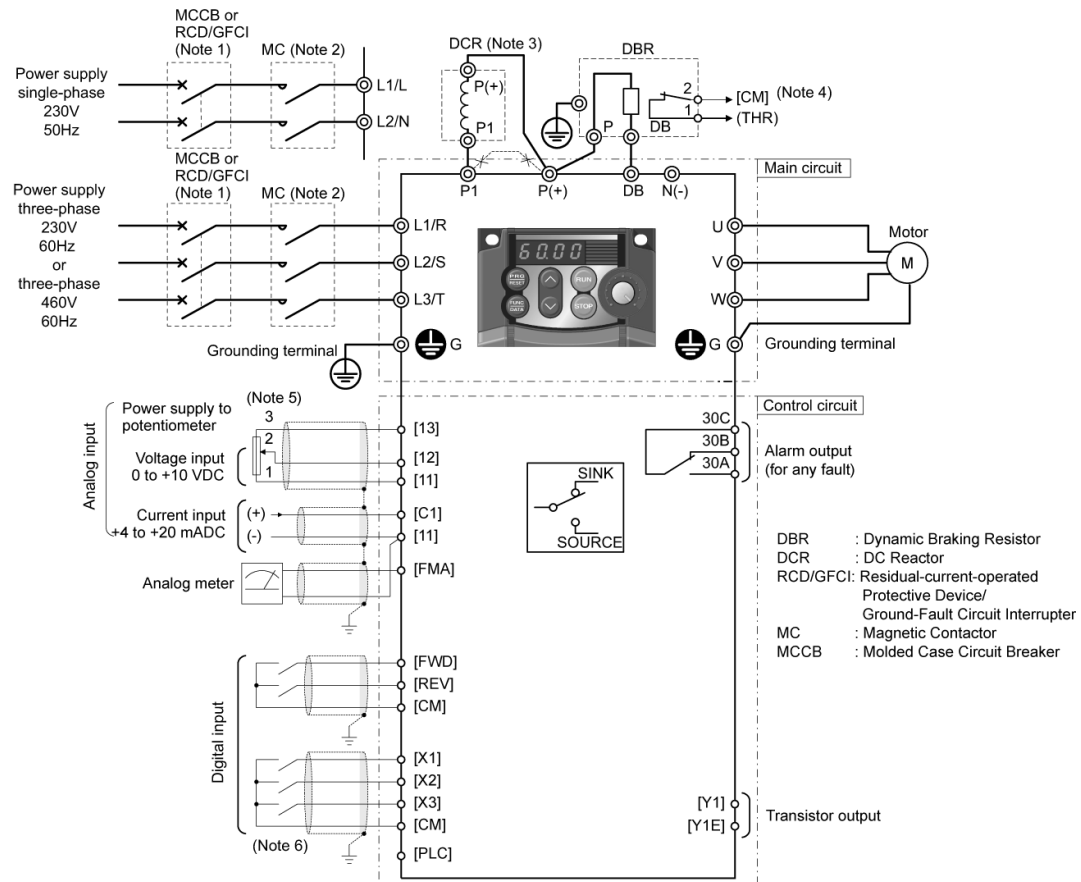 MCCB or
RCD/GFCI
(Note 1)
MC (Note 2)
Power supply
single-phase
230V
50Hz
L1/L
L2/N
DCR (Note 3)
P(+)
P1
DBR
P
DB
2
1
[CM] (Note 4)
(THR)
P1
P(+)
DB
N(-)
Main circuit
MCCB or
RCD/GFCI
(Note 1)
MC (Note 2)
Power supply
three-phase
230V
60Hz
or
three-phase
460V
60Hz
L1/R
L2/S
L3/T
60.00
PRG
RESET
RUN
FUNC
DATA
STOP
U
V
W
Motor
M
Grounding terminal
G
G
Grounding terminal
Control circuit
Analog input
(Note 5)
Power supply to
potentiometer
3
2
1
Voltage input
0 to +10 VDC
[13]
[12]
[11]
Current input
+4 to +20 mADC
(+)
(-)
[C1]
[11]
Analog meter
[FMA]
SINK
SOURCE
30C
30B
30A
Alarm output
(for any fault)
DBR : Dynamic Braking Resistor
DCR : DC Reactor
RCD/GFCI: Residual-current-operated
Protective Device/
Ground-Fault Circuit Interrupter
MC : Magnetic Contactor
MCCB : Molded Case Circuit Breaker
Digital input
[FWD]
[REV]
[CM]
[X1]
[X2]
[X3]
[CM]
(Note 6)
[PLC]
[Y1]
[Y1E]
Transistor output